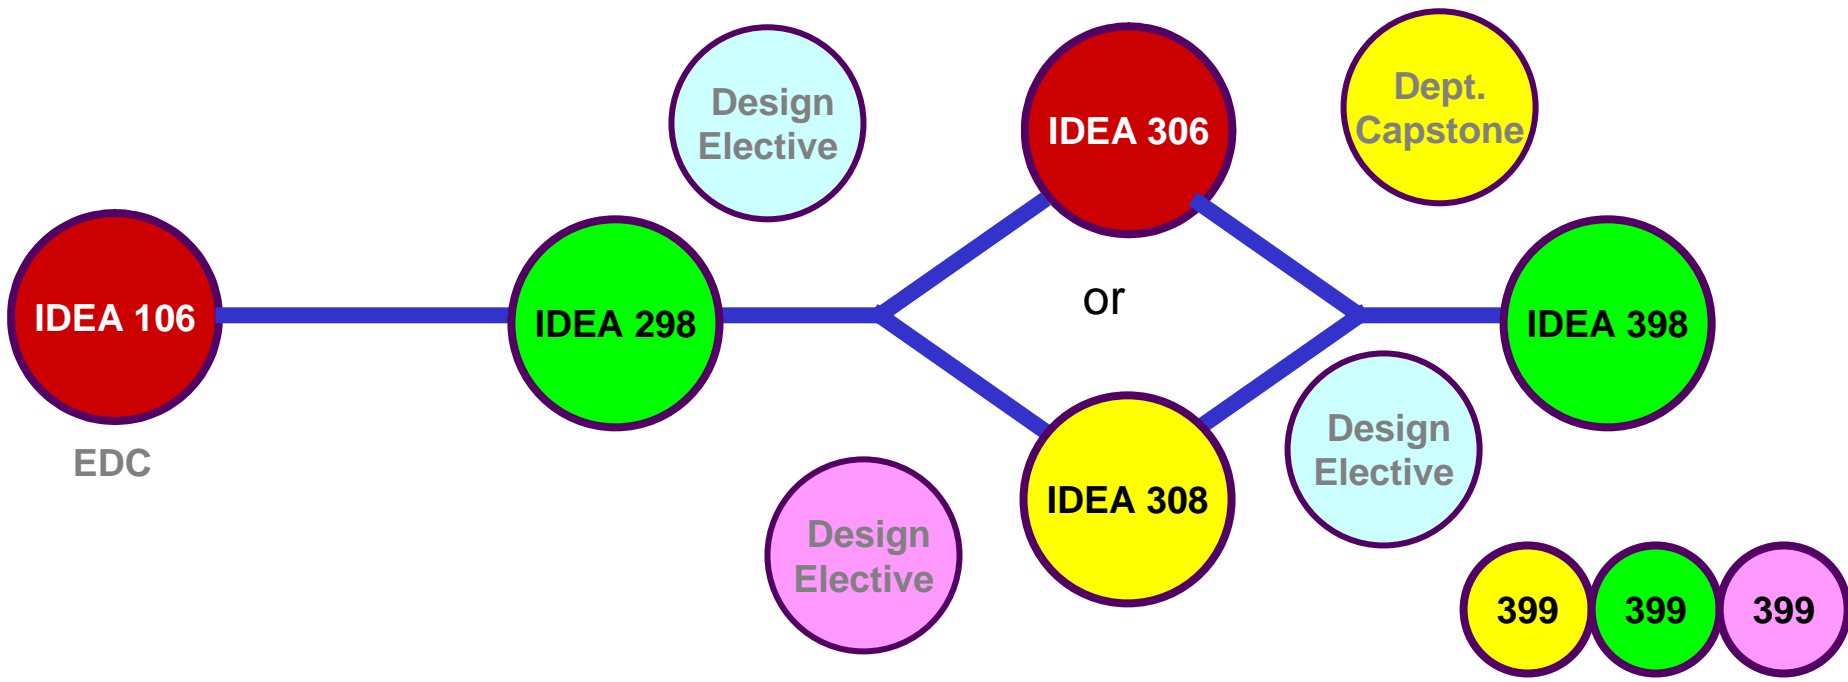 Design
Elective
IDEA 306
Dept.
Capstone
IDEA 106
IDEA 298
or
IDEA 398
EDC
Design
Elective
IDEA 308
Design
Elective
399
399
399